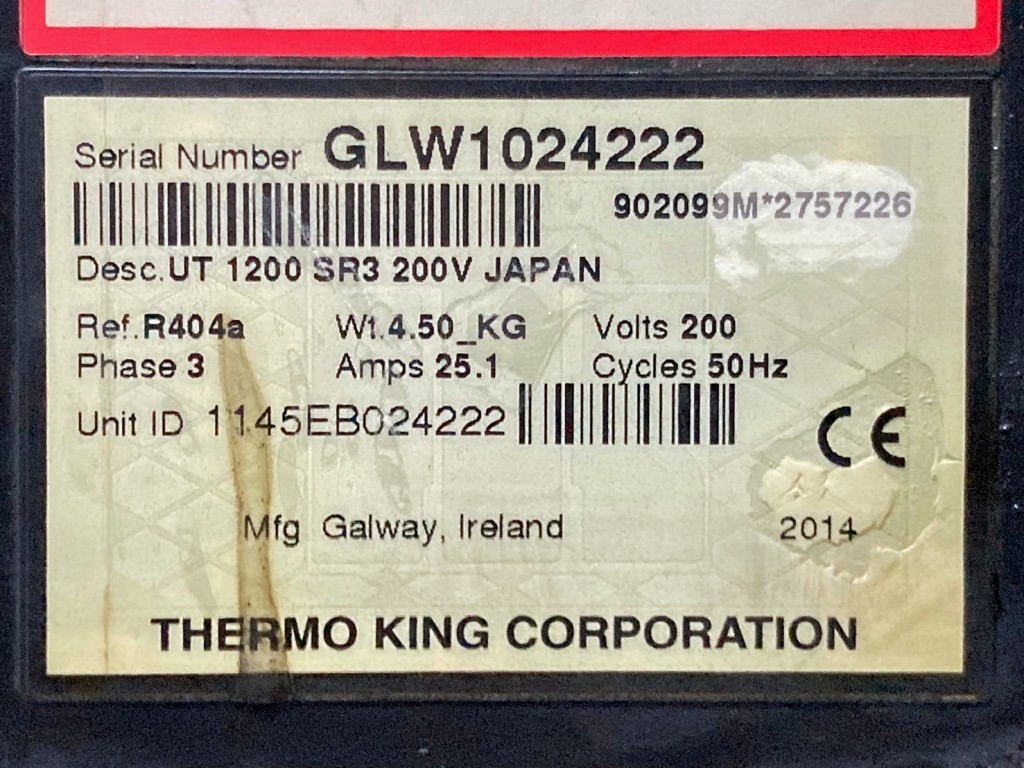 Serial Number GLW1024222
902099M*2757226
Desc.UT 1200 SR3 200V JAPAN
Ref.R404a Wt.4.50_KG Volts 200
Phase 3 Amps 25.1 Cycles 50Hz
Unit ID 1145EB024222
CE
Mfg Galway, Ireland 2014
THERMO KING CORPORATION